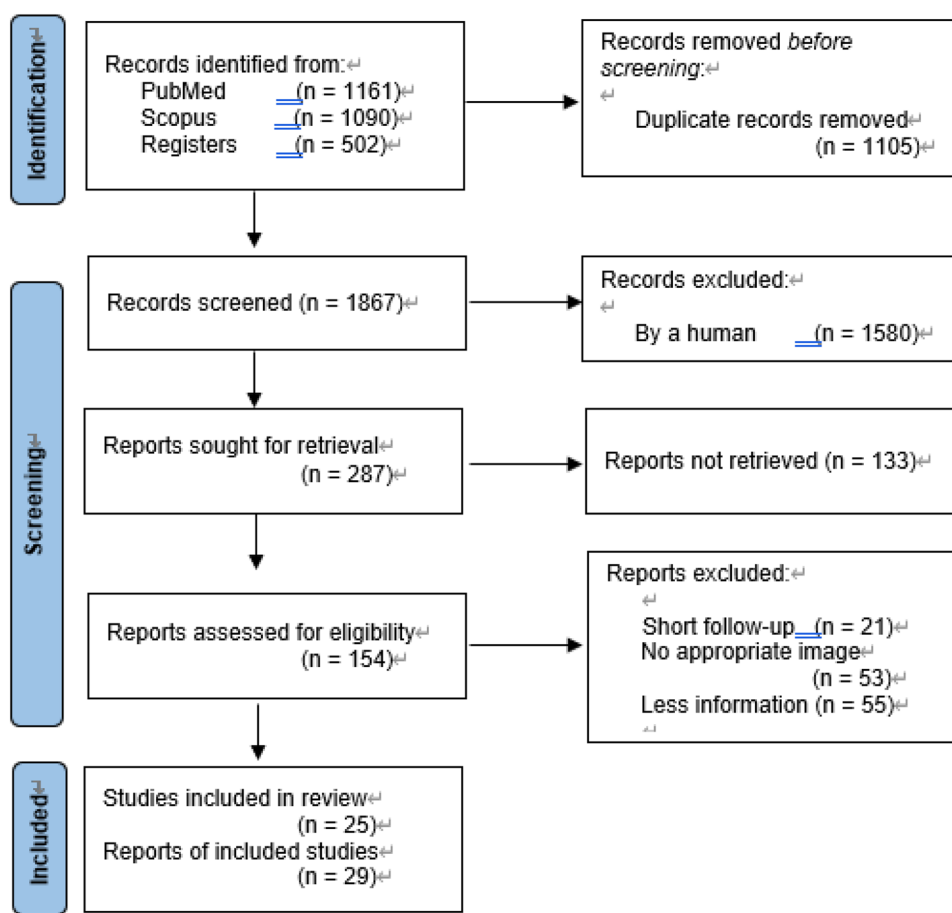 Identification
Records identified from:
PubMed (n = 1161)
Scopus (n = 1090)
Registers (n = 502)
Records removed before
screening:
Duplicate records removed
(n = 1105)
Screening
Records screened (n = 1867)
Records excluded:
By a human (n = 1580)
Reports sought for retrieval
(n = 287)
Reports not retrieved (n = 133)
Reports assessed for eligibility
(n = 154)
Reports excluded:
Short follow-up (n = 21)
No appropriate image
(n = 53)
Less information (n = 55)
Included
Studies included in review
(n = 25)
Reports of included studies
(n = 29)